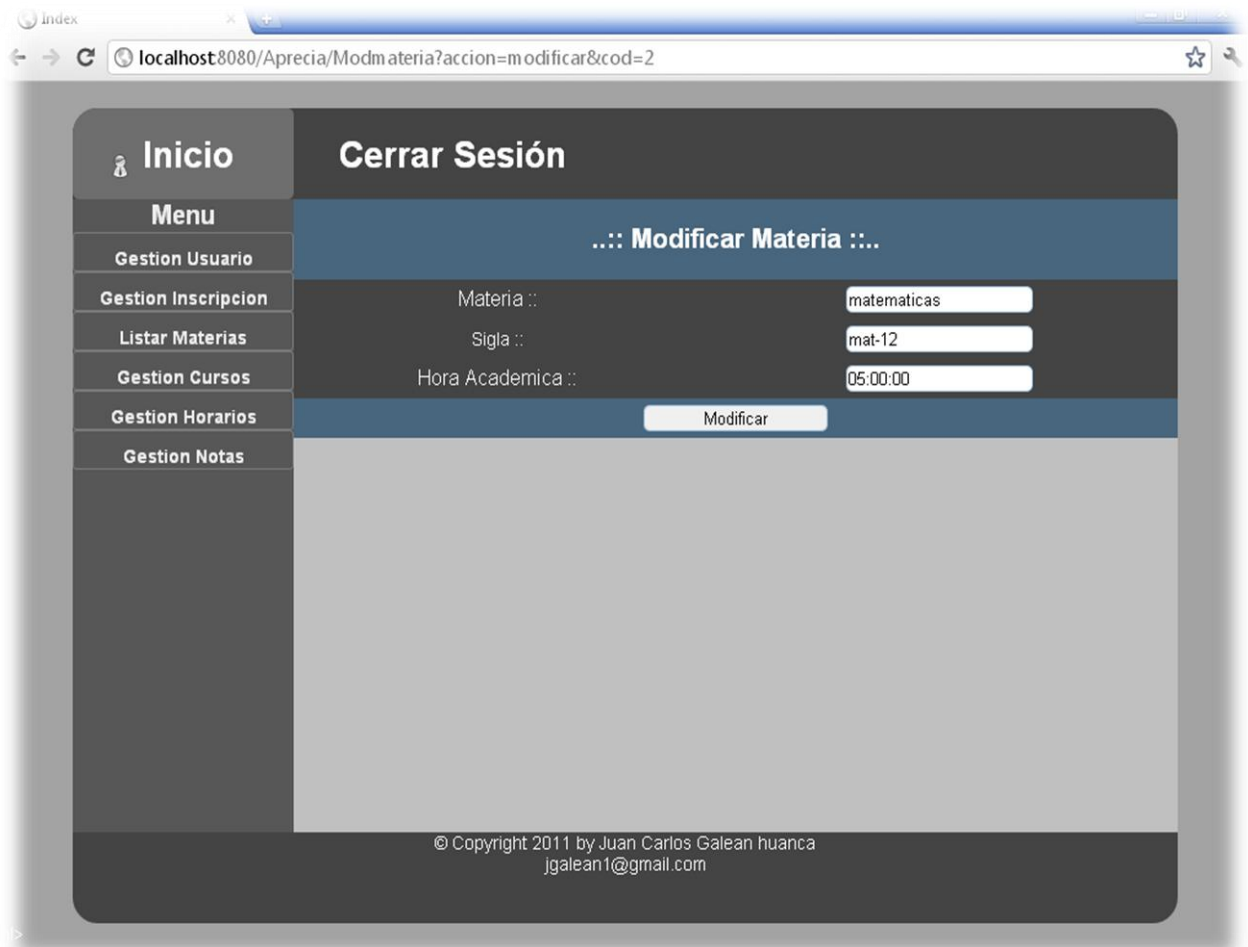 Index
localhost:8080/Aprecia/Modmateria?accion=modificar&cod=2
Inicio
Cerrar Sesión
Menu
Gestion Usuario
Gestion Inscripcion
Listar Materias
Gestion Cursos
Gestion Horarios
Gestion Notas
..:: Modificar Materia ::..
Materia :: matematicas
Sigla :: mat-12
Hora Academica :: 05:00:00
Modificar
© Copyright 2011 by Juan Carlos Galean huanca
jgalean1@gmail.com